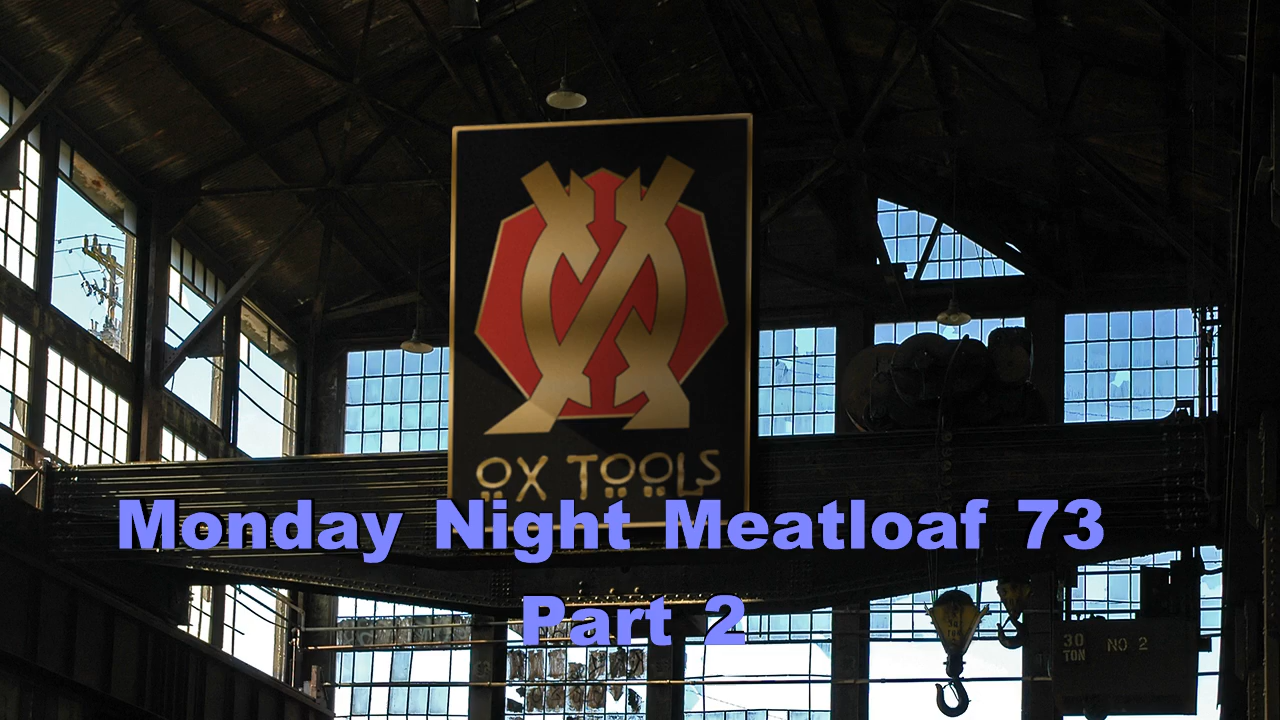 OX TOOLS
Monday Night Meatloaf 73
Part 2
30
TON
NO 2